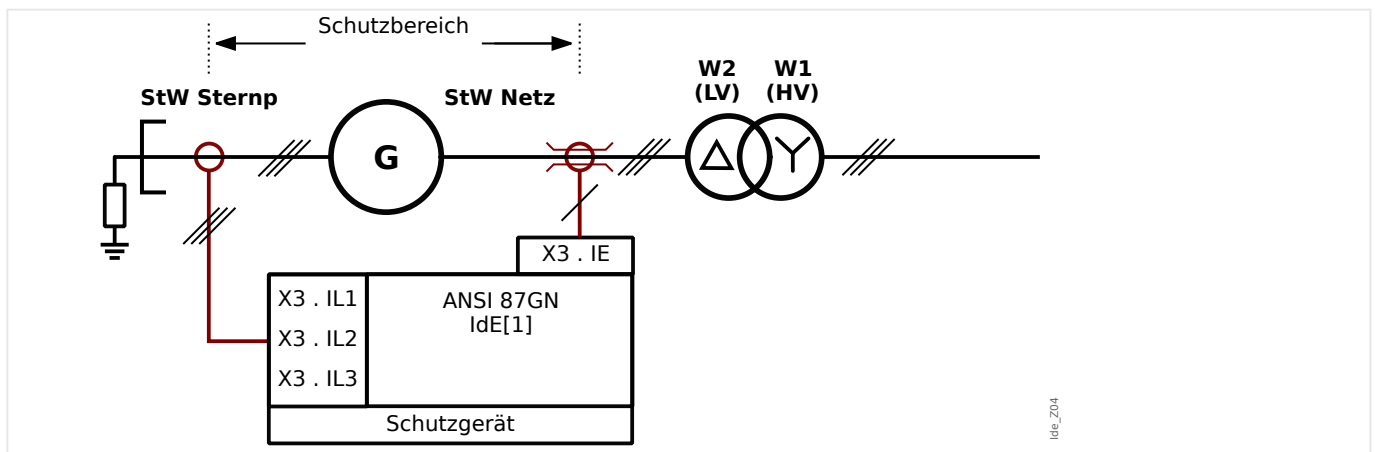 Schutzbereich
W2
(LV)
W1
(HV)
StW Sternp
StW Netz
G
X3 . IE
X3 . IL1
X3 . IL2
X3 . IL3
ANSI 87GN
IdE[1]
Schutzgerät
Ide_Z04